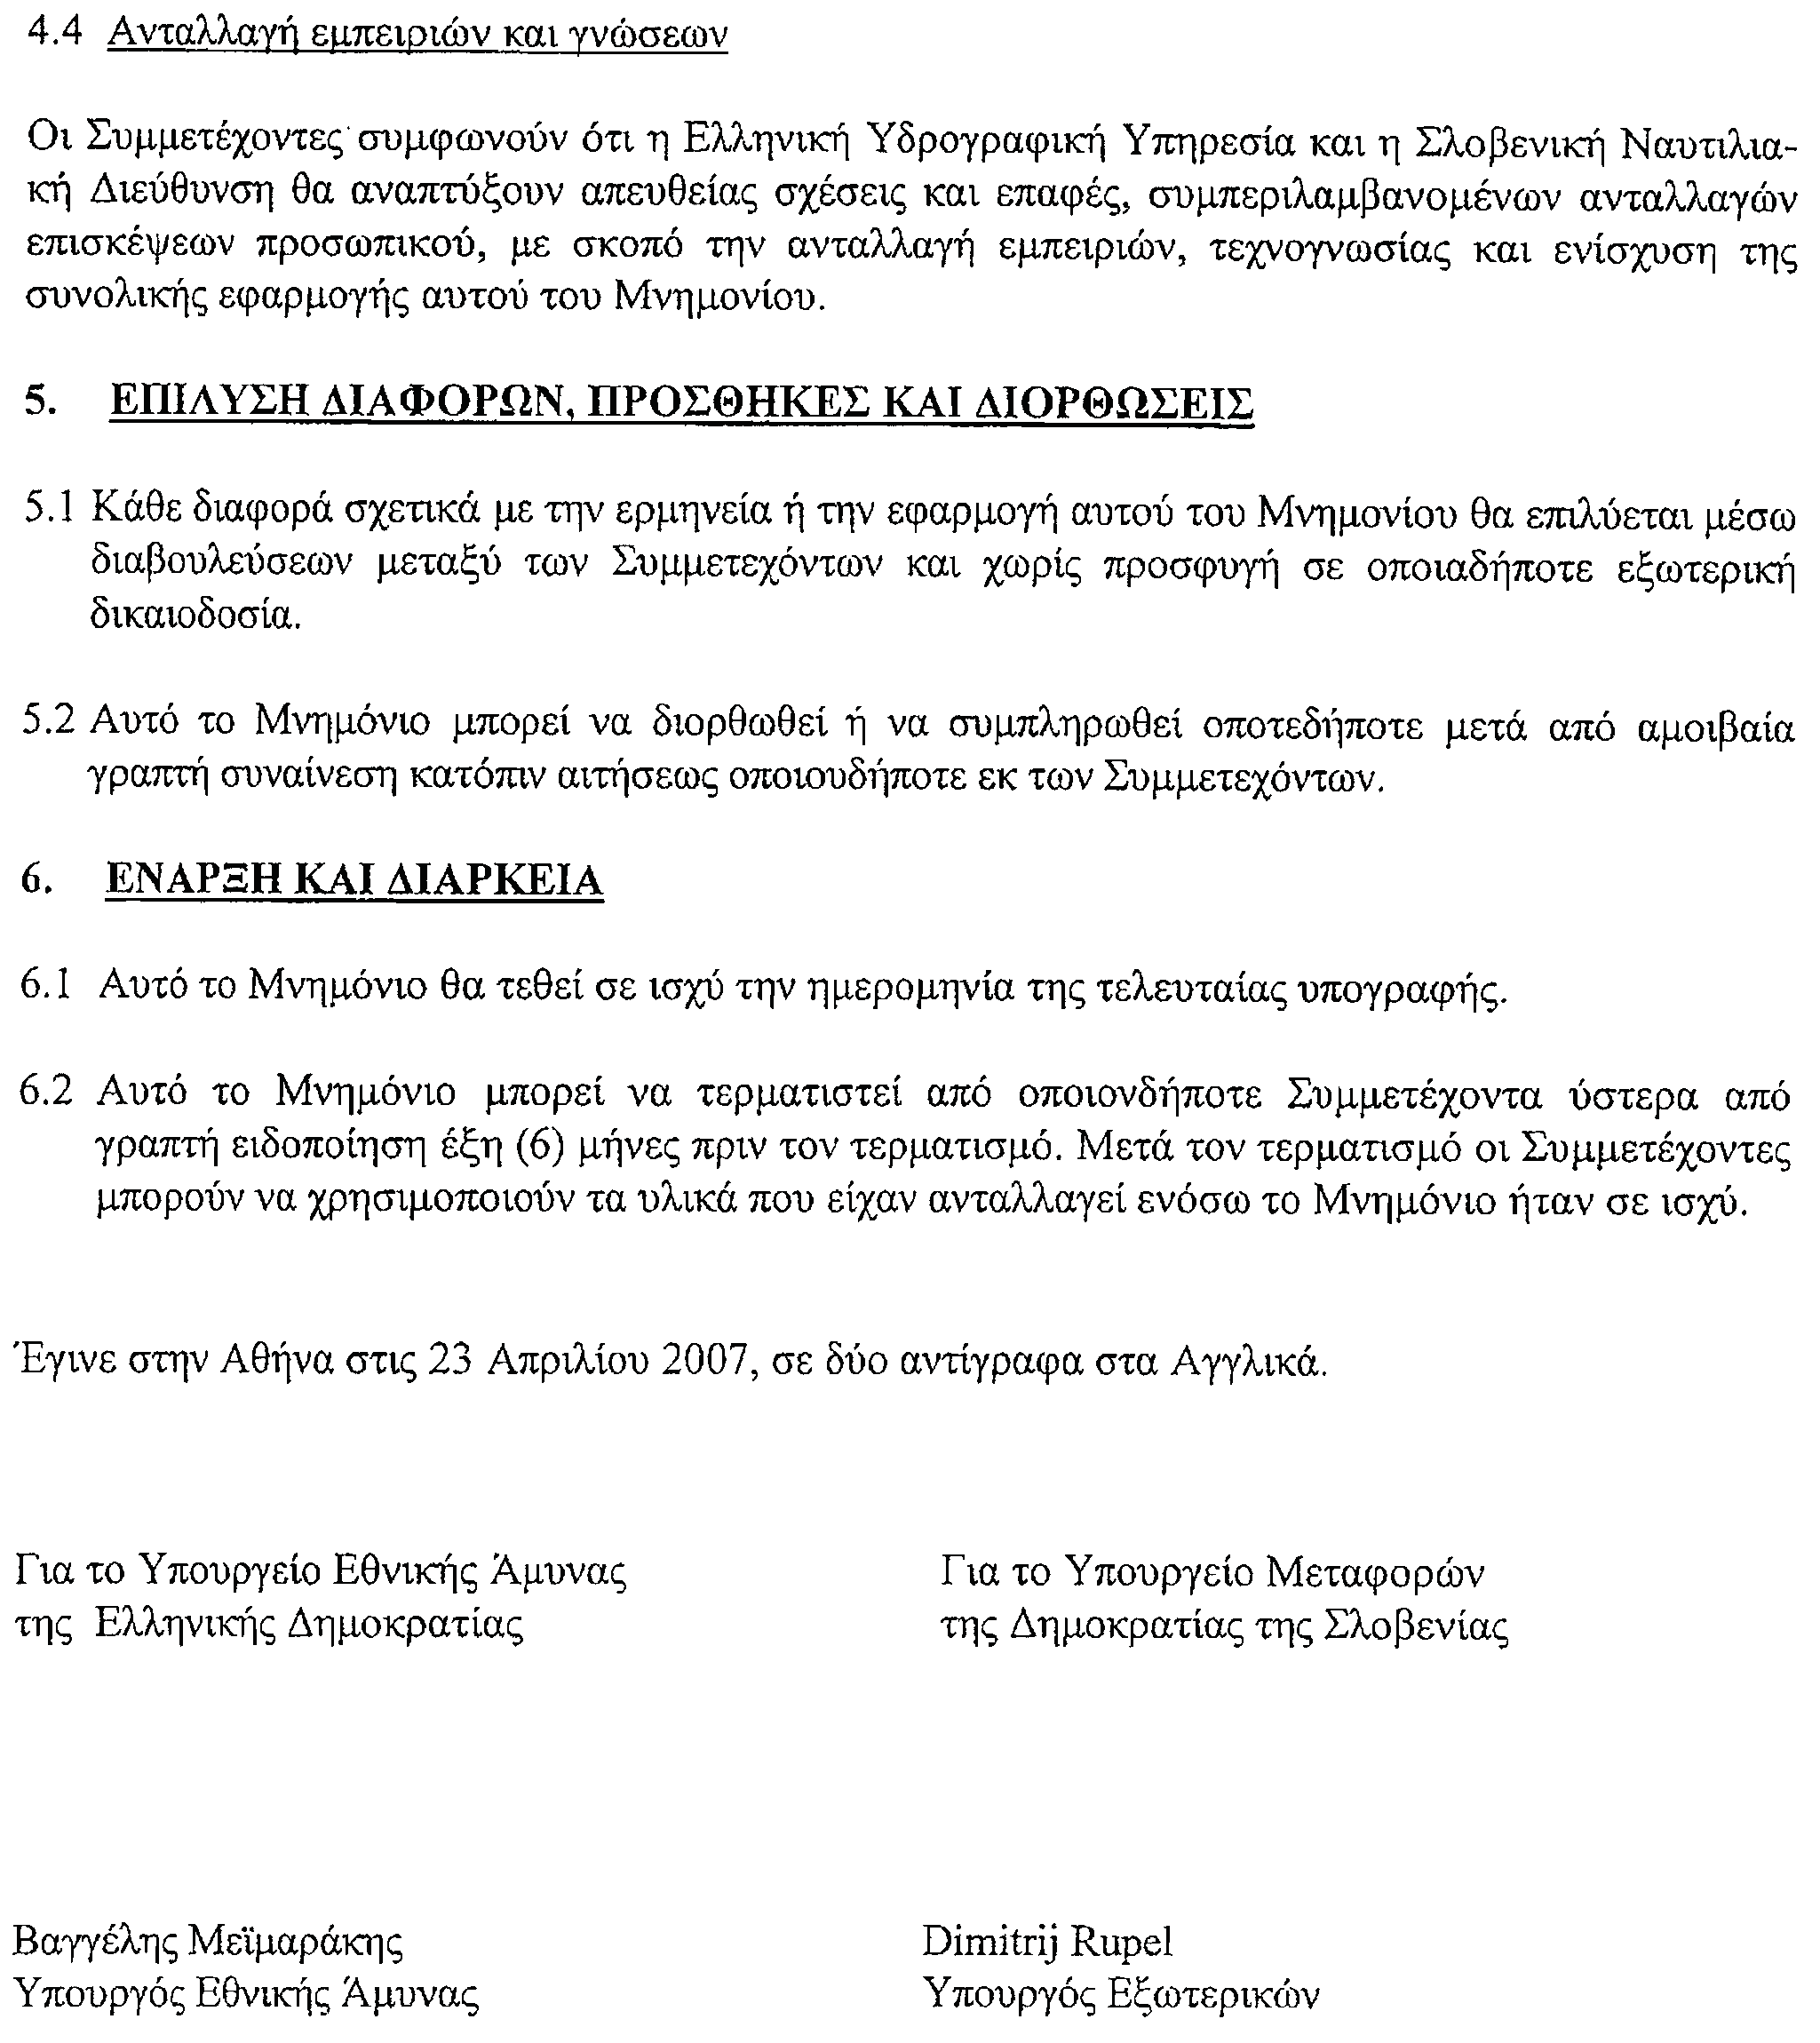 4.4 Ανταλλαγή εμπειριών και γνώσεων
Οι Συμμετέχοντες συμφωνούν ότι η Ελληνική Υδρογραφική Υπηρεσία και η Σλοβενική Ναυτιλια-
κή Διεύθυνση θα αναπτύξουν απευθείας σχέσεις και επαφές, συμπεριλαμβανομένων ανταλλαγών
επισκέψεων προσωπικού, με σκοπό την ανταλλαγή εμπειριών, τεχνογνωσίας και ενίσχυση της
συνολικής εφαρμογής αυτού του Μνημονίου.
5. ΕΠΙΛΥΣΗ ΔΙΑΦΟΡΩΝ, ΠΡΟΣΘΗΚΕΣ ΚΑΙ ΔΙΟΡΘΩΣΕΙΣ
5.1 Κάθε διαφορά σχετικά με την ερμηνεία ή την εφαρμογή αυτού του Μνημονίου θα επιλύεται μέσω
διαβουλεύσεων μεταξύ των Συμμετεχόντων και χωρίς προσφυγή σε οποιαδήποτε εξωτερική
δικαιοδοσία.
5.2 Αυτό το Μνημόνιο μπορεί να διορθωθεί ή να συμπληρωθεί οποτεδήποτε μετά από αμοιβαία
γραπτή συναίνεση κατόπιν αιτήσεως οποιουδήποτε εκ των Συμμετεχόντων.
6. ΕΝΑΡΞΗ ΚΑΙ ΔΙΑΡΚΕΙΑ
6.1 Αυτό το Μνημόνιο θα τεθεί σε ισχύ την ημερομηνία της τελευταίας υπογραφής.
6.2 Αυτό το Μνημόνιο μπορεί να τερματιστεί από οποιονδήποτε Συμμετέχοντα ύστερα από
γραπτή ειδοποίηση έξη (6) μήνες πριν τον τερματισμό. Μετά τον τερματισμό οι Συμμετέχοντες
μπορούν να χρησιμοποιούν τα υλικά που είχαν ανταλλαγεί ενόσω το Μνημόνιο ήταν σε ισχύ.
Έγινε στην Αθήνα στις 23 Απριλίου 2007, σε δύο αντίγραφα στα Αγγλικά.
Για το Υπουργείο Εθνικής Άμυνας
της Ελληνικής Δημοκρατίας
Για το Υπουργείο Μεταφορών
της Δημοκρατίας της Σλοβενίας
Βαγγέλης Μεϊμαράκης
Υπουργός Εθνικής Άμυνας
Dimitrij Rupel
Υπουργός Εξωτερικών